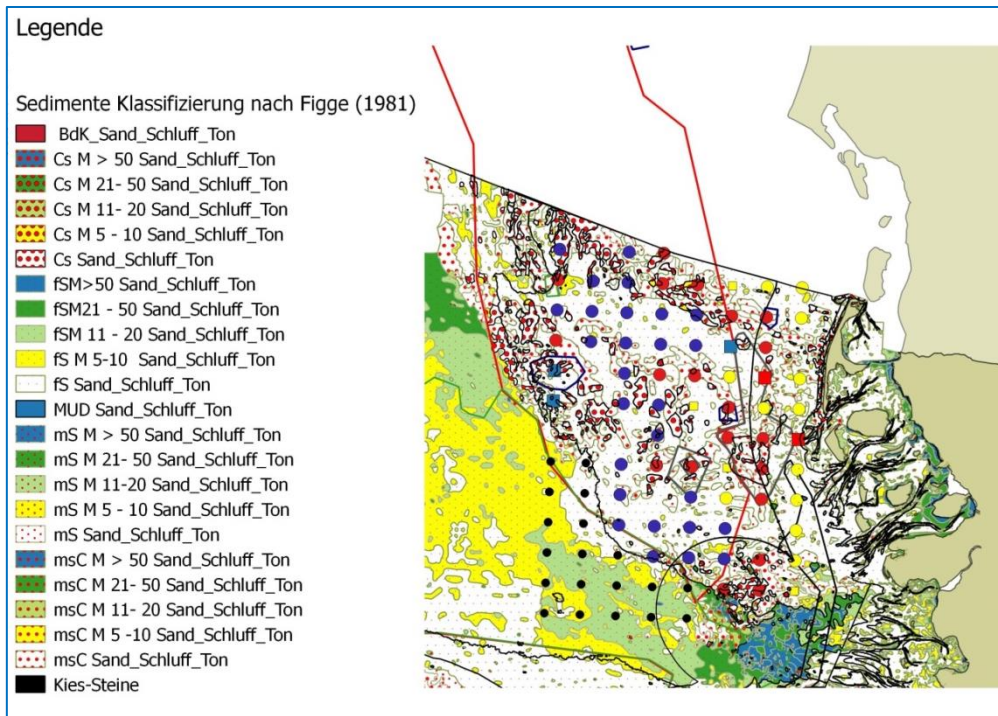 Legende
Sedimente Klassifizierung nach Figge (1981)
BdK_Sand_Schluff_Ton
Cs M > 50 Sand_Schluff_Ton
Cs M 21- 50 Sand_Schluff_Ton
Cs M 11- 20 Sand_Schluff_Ton
Cs M 5 - 10 Sand_Schluff_Ton
Cs Sand_Schluff_Ton
fSM>50 Sand_Schluff_Ton
fSM21 - 50 Sand_Schluff_Ton
fSM 11 - 20 Sand_Schluff_Ton
fS M 5-10 Sand_Schluff_Ton
fS Sand_Schluff_Ton
MUD Sand_Schluff_Ton
mS M > 50 Sand_Schluff_Ton
mS M 21- 50 Sand_Schluff_Ton
mS M 11-20 Sand_Schluff_Ton
mS M 5 - 10 Sand_Schluff_Ton
mS Sand_Schluff_Ton
msC M > 50 Sand_Schluff_Ton
msC M 21- 50 Sand_Schluff_Ton
msC M 11- 20 Sand_Schluff_Ton
msC M 5 -10 Sand_Schluff_Ton
msC Sand_Schluff_Ton
Kies-Steine